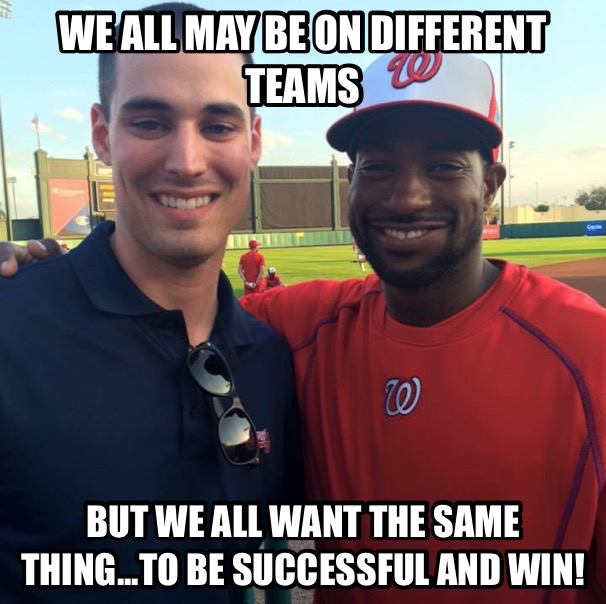 WE ALL MAY BE ON DIFFERENT
TEAMS
W
W
BUT WE ALL WANT THE SAME
THING...TO BE SUCCESSFUL AND WIN!